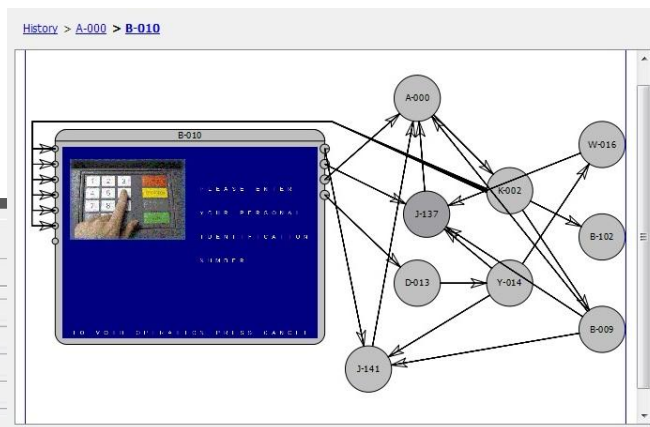 History > A-000 > B-010
B-010
PLEASE ENTER
YOUR PERSONAL
IDENTIFICATION
NUMBER
TO VOID OPERATION PRESS CANCEL
A-000
K-002
W-016
J-137
B-102
D-013
Y-014
B-009
J-141